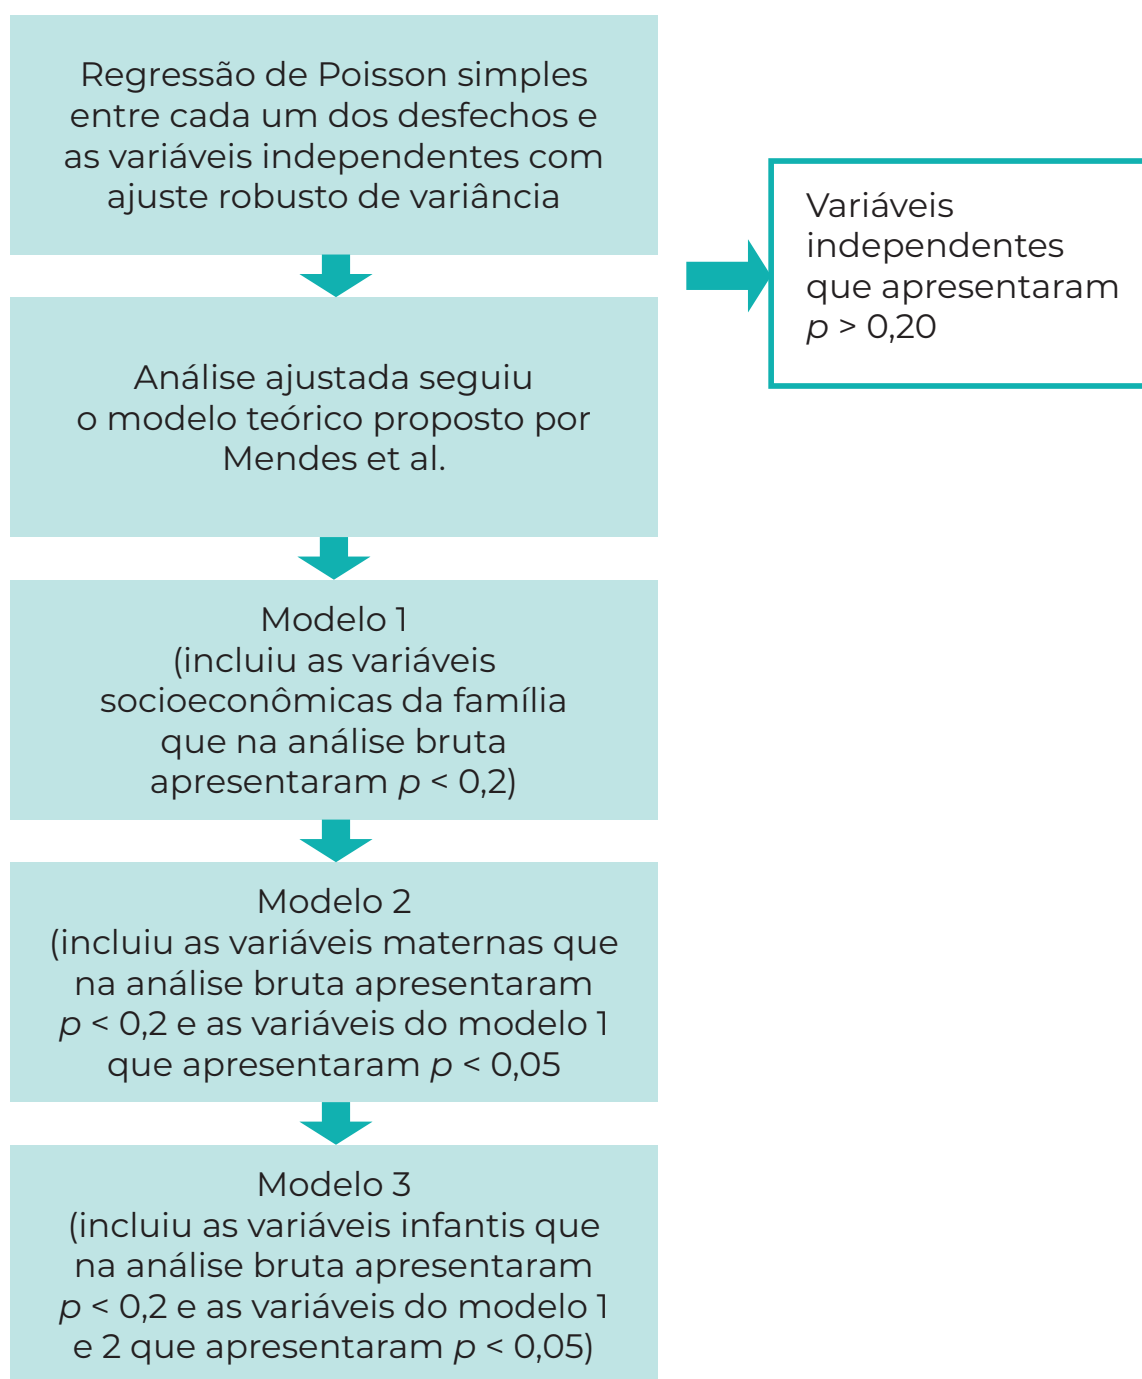 Regressão de Poisson simples
entre cada um dos desfechos e
as variáveis independentes com
ajuste robusto de variância
Variáveis
independentes
que apresentaram
p > 0,20
Análise ajustada seguiu
o modelo teórico proposto por
Mendes et al.
Modelo 1
(incluiu as variáveis
socioeconômicas da família
que na análise bruta
apresentaram p < 0,2)
Modelo 2
(incluiu as variáveis maternas que
na análise bruta apresentaram
p < 0,2 e as variáveis do modelo 1
que apresentaram p < 0,05
Modelo 3
(incluiu as variáveis infantis que
na análise bruta apresentaram
p < 0,2 e as variáveis do modelo 1
e 2 que apresentaram p < 0,05)